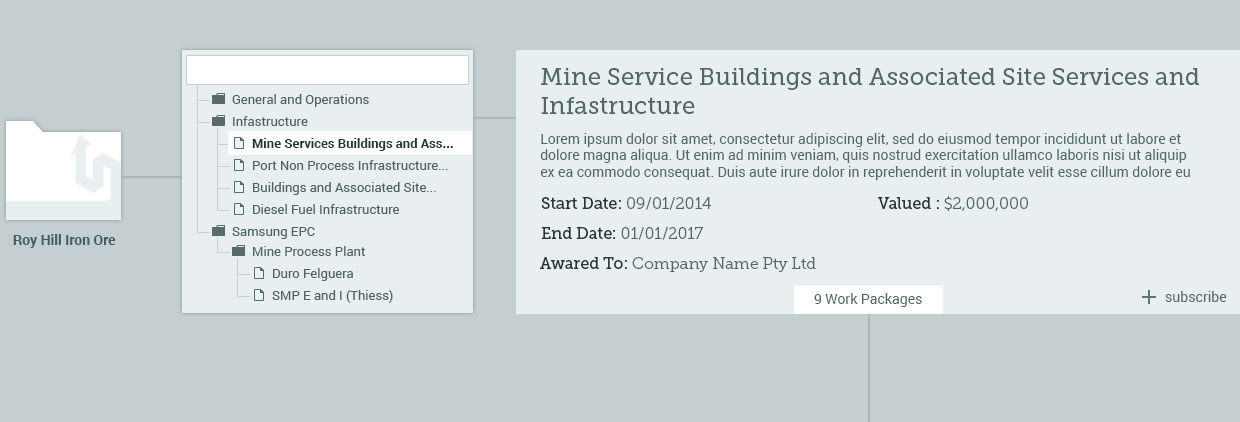 Roy Hill Iron Ore
General and Operations
Infastructure
Mine Services Buildings and Ass...
Port Non Process Infrastructure...
Buildings and Associated Site...
Diesel Fuel Infrastructure
Samsung EPC
Mine Process Plant
Duro Felguera
SMP E and I (Thiess)
Mine Service Buildings and Associated Site Services and
Infastructure
Lorem ipsum dolor sit amet, consectetur adipiscing elit, sed do eiusmod tempor incididunt ut labore et
dolore magna aliqua. Ut enim ad minim veniam, quis nostrud exercitation ullamco laboris nisi ut aliquip
ex ea commodo consequat. Duis aute irure dolor in reprehenderit in voluptate velit esse cillum dolore eu
Start Date: 09/01/2014
Valued : $2,000,000
End Date: 01/01/2017
Awared To: Company Name Pty Ltd
9 Work Packages
subscribe